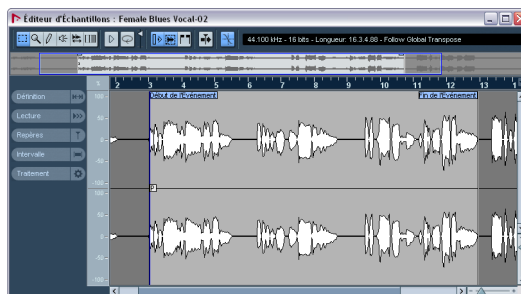 Éditeur d'Échantillons : Female Blues Vocal-02
44.100 kHz - 16 bits - Longueur: 16.3.4.88 - Follow Global Transpose
% 2 3 4 5 6 7 8 9 10 11 12 13
Définition
Lecture
Repères
Intervalle
Traitement
Début de l'Événement
Fin de l'Événement
100
50
-50
-100
100
50
-50
-100